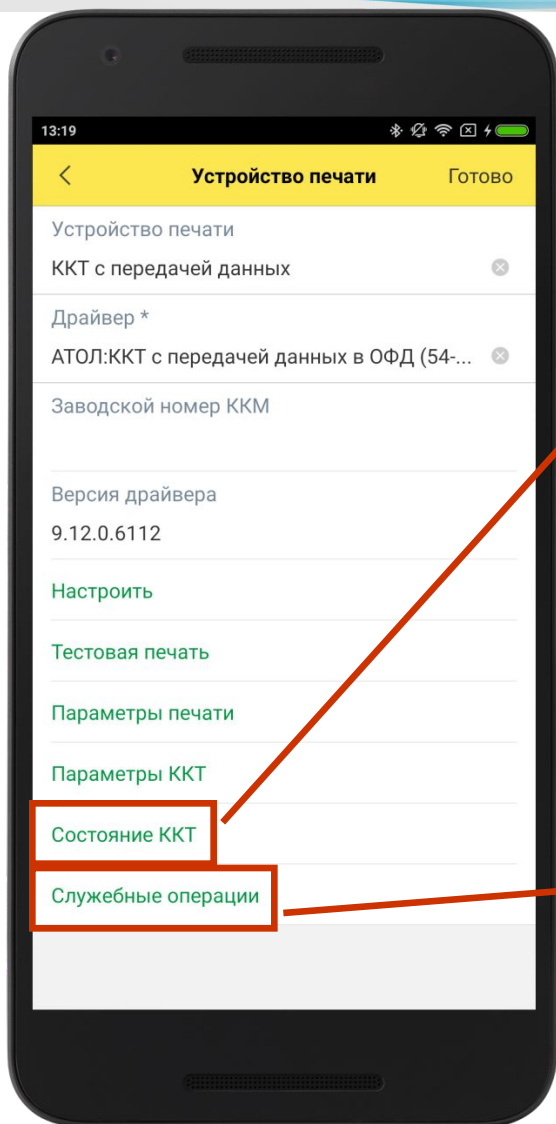 13:19
Устройство печати
Готово
Устройство печати
ККТ с передачей данных
Драйвер *
АТОЛ:ККТ с передачей данных в ОФД (54-...
Заводской номер ККМ
Версия драйвера
9.12.0.6112
Настроить
Тестовая печать
Параметры печати
Параметры ККТ
Состояние ККТ
Служебные операции